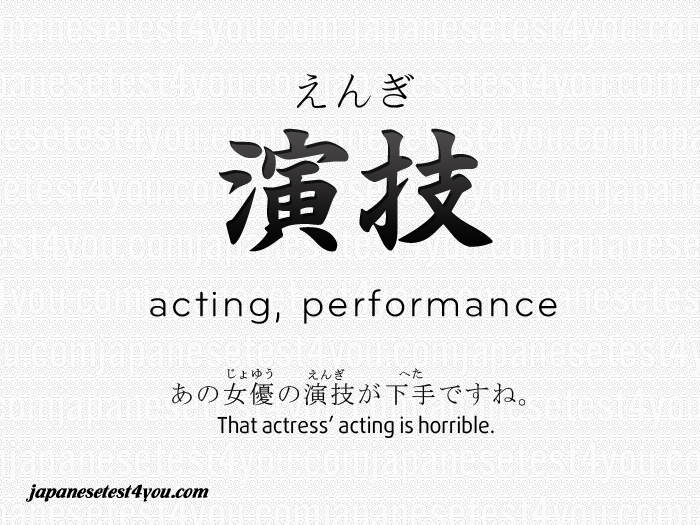 えんぎ
演技
acting, performance
じょゆう えんぎ へた
あの女優の演技が下手ですね。
That actress’ acting is horrible.
japanesetest4you.com